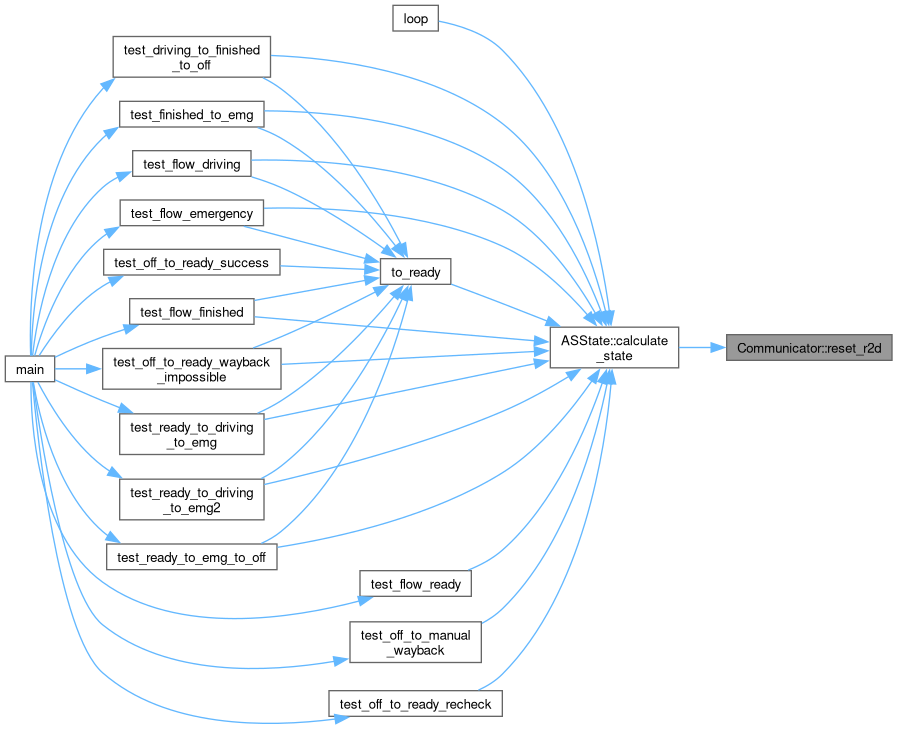 loop
test_driving_to_finished
_to_off
test_finished_to_emg
test_flow_driving
test_flow_emergency
test_off_to_ready_success
to_ready
test_flow_finished
ASState::calculate
_state
Communicator::reset_r2d
main
test_off_to_ready_wayback
_impossible
test_ready_to_driving
_to_emg
test_ready_to_driving
_to_emg2
test_ready_to_emg_to_off
test_flow_ready
test_off_to_manual
_wayback
test_off_to_ready_recheck